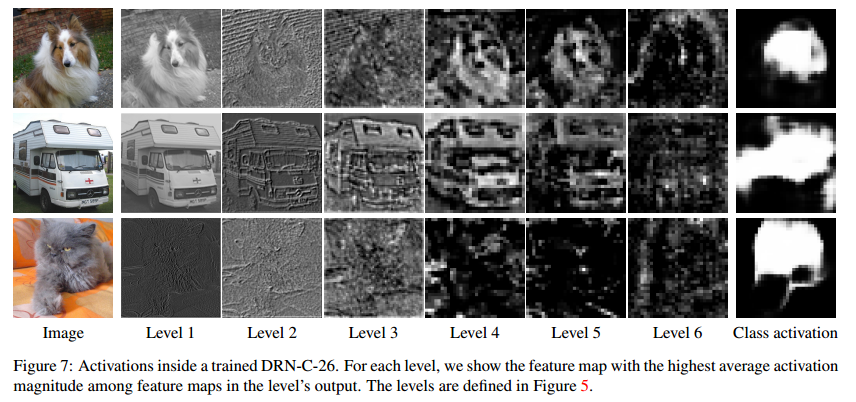 Image Level 1 Level 2 Level 3 Level 4 Level 5 Level 6 Class activation
Figure 7: Activations inside a trained DRN-C-26. For each level, we show the feature map with the highest average activation
magnitude among feature maps in the level's output. The levels are defined in Figure 5.